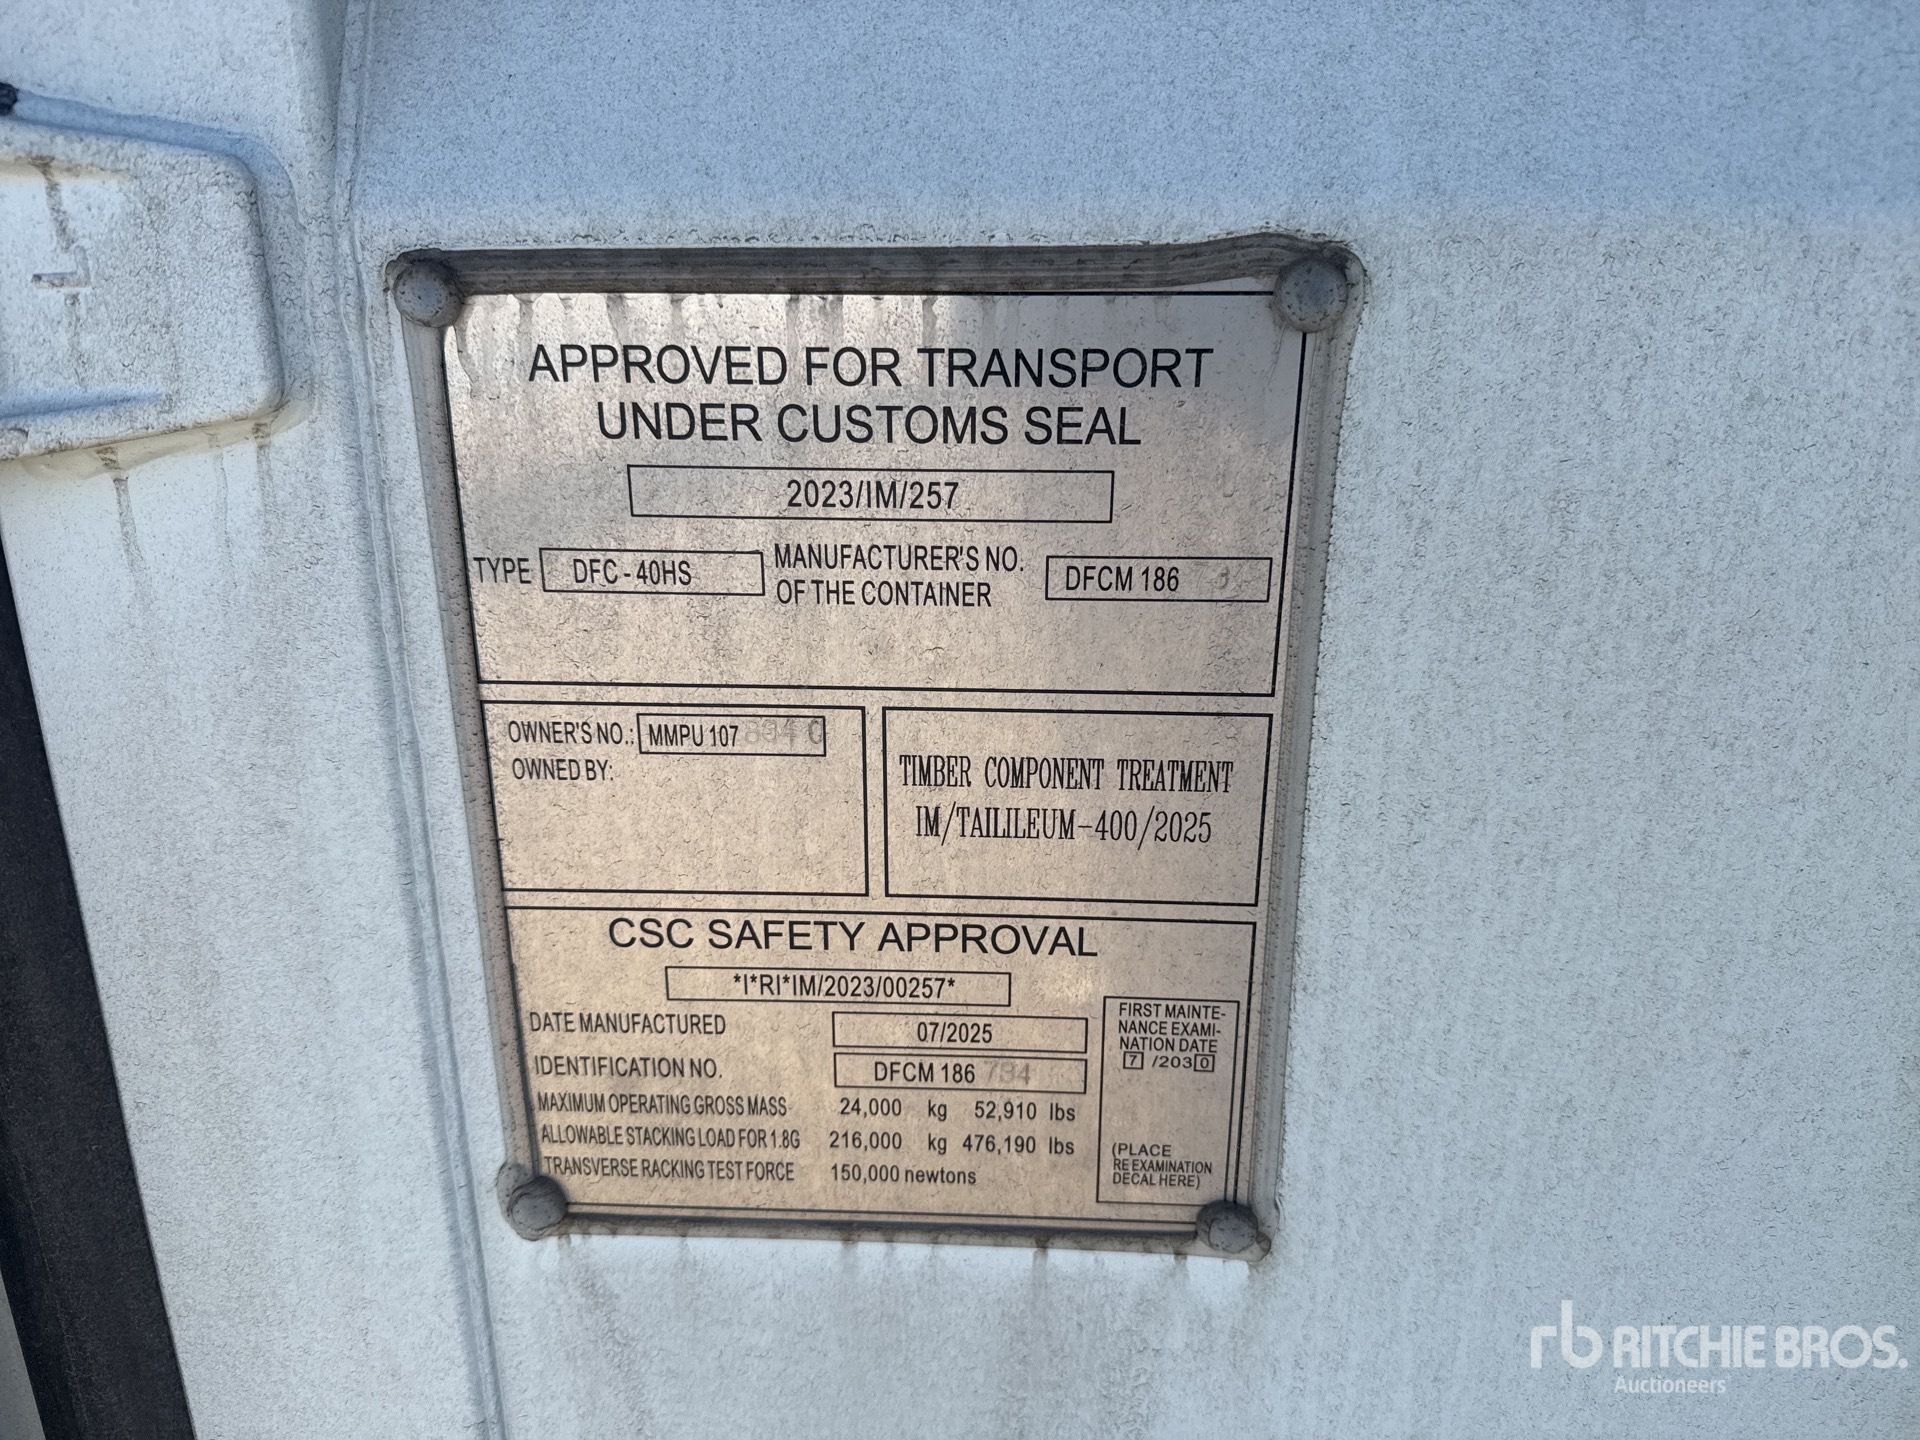 APPROVED FOR TRANSPORT
UNDER CUSTOMS SEAL
2023/IM/257
TYPE DFC-40HS MANUFACTURER'S NO. OF THE CONTAINER DFCM 186
OWNER'S NO.: MMPU 107
OWNED BY:
TIMBER COMPONENT TREATMENT
IM/TAILILEUM-400/2025
CSC SAFETY APPROVAL
*I*RI*IM/2023/00257*
DATE MANUFACTURED 07/2025
IDENTIFICATION NO. DFCM 186
MAXIMUM OPERATING GROSS MASS 24,000 kg 52,910 lbs
ALLOWABLE STACKING LOAD FOR 1.8G 216,000 kg 476,190 lbs
TRANSVERSE RACKING TEST FORCE 150,000 newtons
FIRST MAINTE-
NANCE EXAMI-
NATION DATE
7 /2030
(PLACE
REEXAMINATION
DECAL HERE)
rb RITCHIE BROS.
Auctioneers